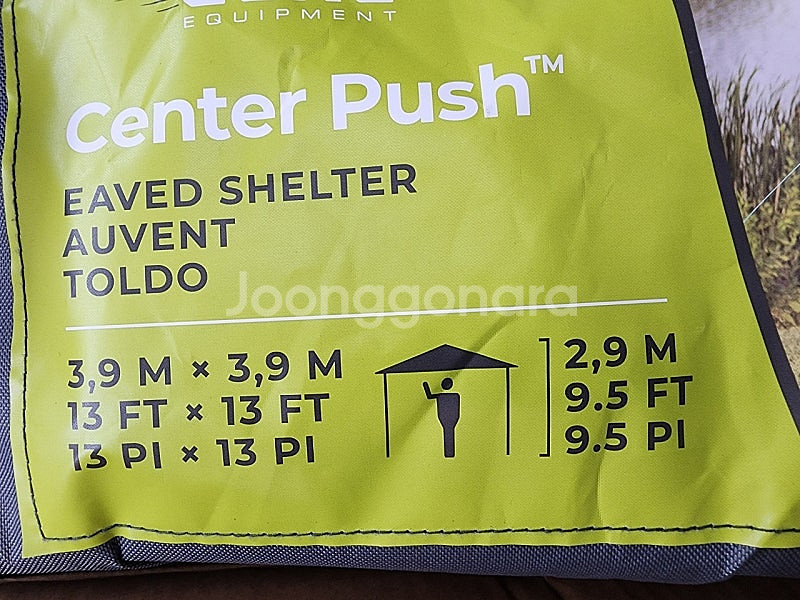 EQUIPMENT
Center Push™
EAVED SHELTER
AUVENT
TOLDO
Joonggonara
3,9 M × 3,9 M
13 FT × 13 FT
13 PI × 13 PI
2,9 M
9.5 FT
9.5 PI